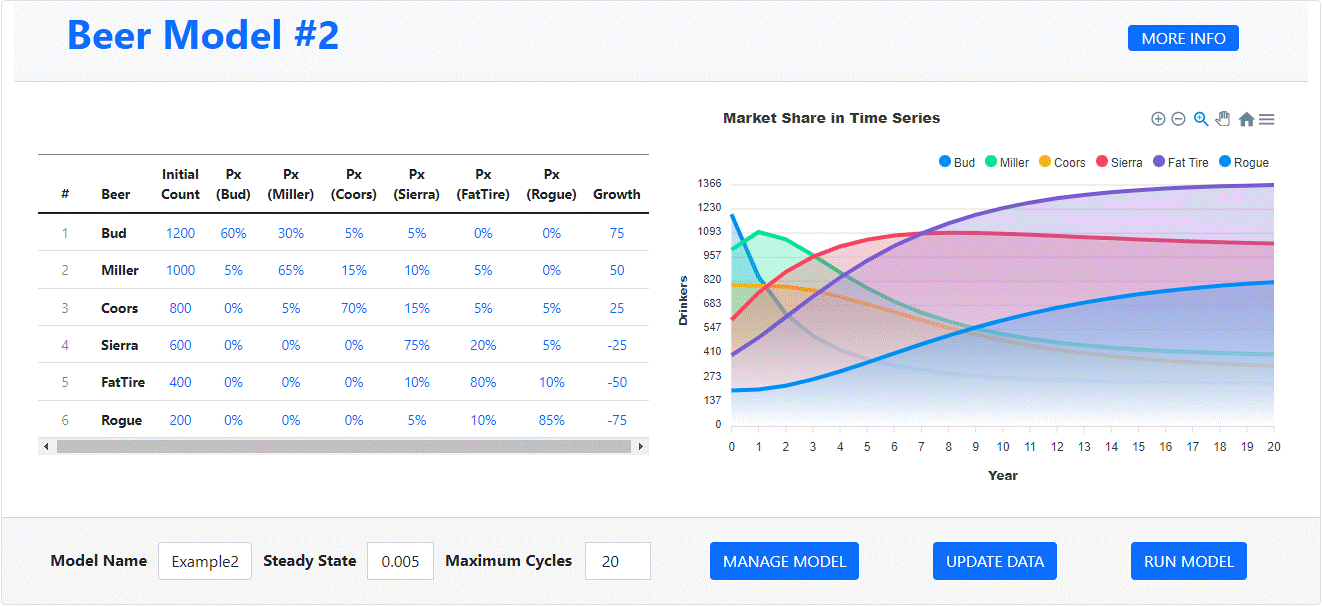 Beer Model #2
MORE INFO
# Beer Initial Count Px (Bud) Px (Miller) Px (Coors) Px (Sierra) Px (FatTire) Px (Rogue) Growth
1 Bud 1200 60% 30% 5% 5% 0% 0% 75
2 Miller 1000 5% 65% 15% 10% 5% 0% 50
3 Coors 800 0% 5% 70% 15% 5% 5% 25
4 Sierra 600 0% 0% 0% 75% 20% 5% -25
5 FatTire 400 0% 0% 0% 10% 80% 10% -50
6 Rogue 200 0% 0% 0% 5% 10% 85% -75
Market Share in Time Series
Bud Miller Coors Sierra Fat Tire Rogue
1366
1230
1093
957
820
683
547
410
273
137
0
Drinkers
0 1 2 3 4 5 6 7 8 9 10 11 12 13 14 15 16 17 18 19 20
Year
Model Name Example2 Steady State 0.005 Maximum Cycles 20 MANAGE MODEL UPDATE DATA RUN MODEL